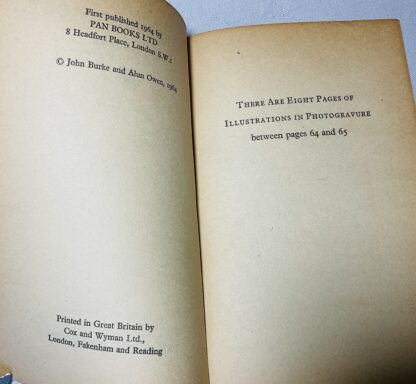 First published 1964 by
PAN BOOKS LTD
8 Headfort Place, London S.W.1
© John Burke and Alun Owen, 1964
Printed in Great Britain by
Cox and Wyman Ltd.,
London, Fakenham and Reading
There Are Eight Pages of
Illustrations in Photogravure
between pages 64 and 65